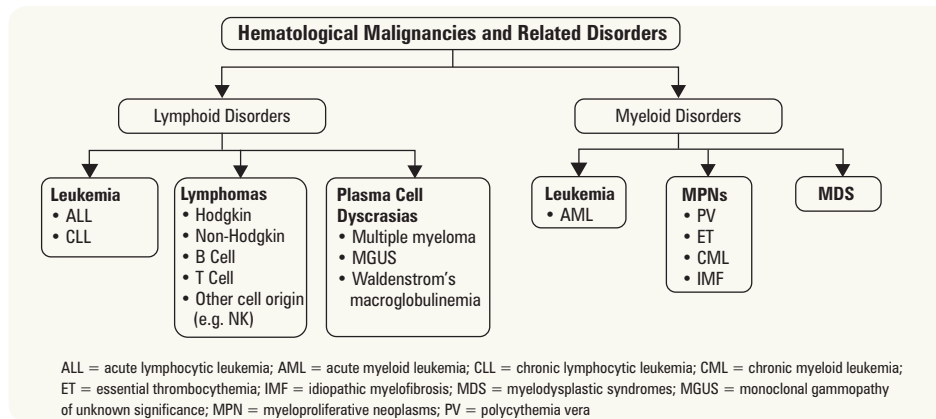 Hematological Malignancies and Related Disorders
Lymphoid Disorders
Myeloid Disorders
Leukemia
• ALL
• CLL
Lymphomas
• Hodgkin
• Non-Hodgkin
• B Cell
• T Cell
• Other cell origin
(e.g. NK)
Plasma Cell
Dyscrasias
• Multiple myeloma
• MGUS
• Waldenstrom's
macroglobulinemia
Leukemia
• AML
MPNs
• PV
• ET
• CML
• IMF
MDS
ALL = acute lymphocytic leukemia; AML = acute myeloid leukemia; CLL = chronic lymphocytic leukemia; CML = chronic myeloid leukemia;
ET = essential thrombocythemia; IMF = idiopathic myelofibrosis; MDS = myelodysplastic syndromes; MGUS = monoclonal gammopathy
of unknown significance; MPN = myeloproliferative neoplasms; PV = polycythemia vera